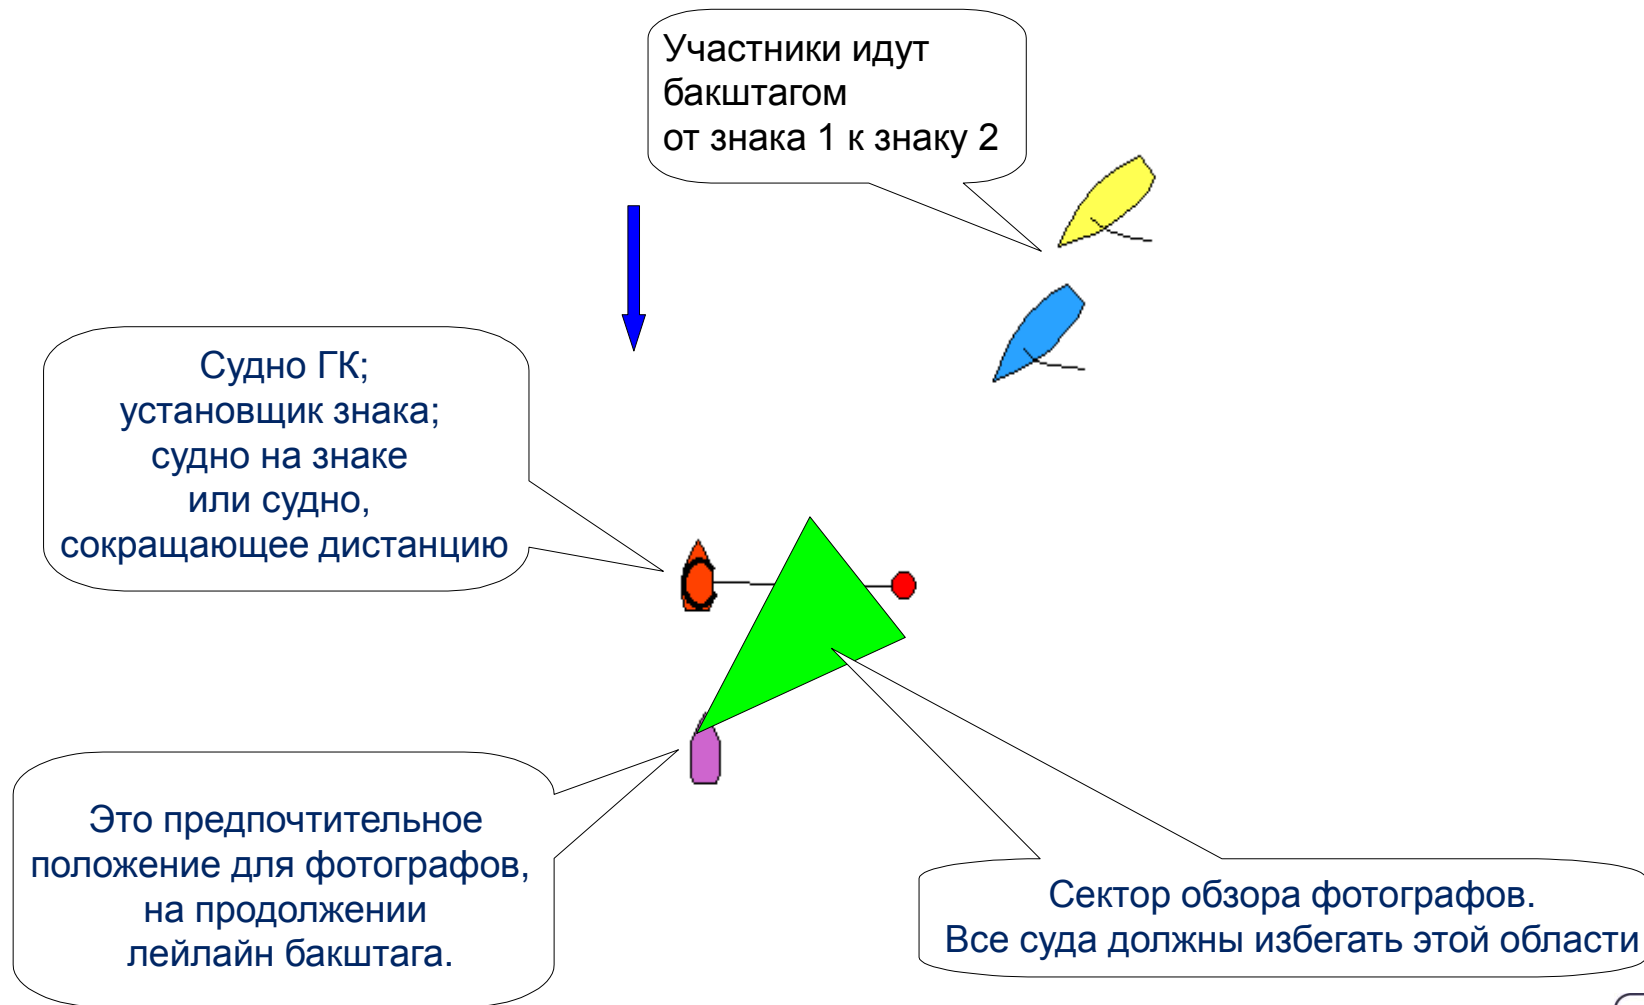 Участники идут
бакштагом
от знака 1 к знаку 2
Судно ГК;
установщик знака;
судно на знаке
или судно,
сокращающее дистанцию
Это предпочтительное
положение для фотографов,
на продолжении
лейлайн бакштага.
Сектор обзора фотографов.
Все суда должны избегать этой области